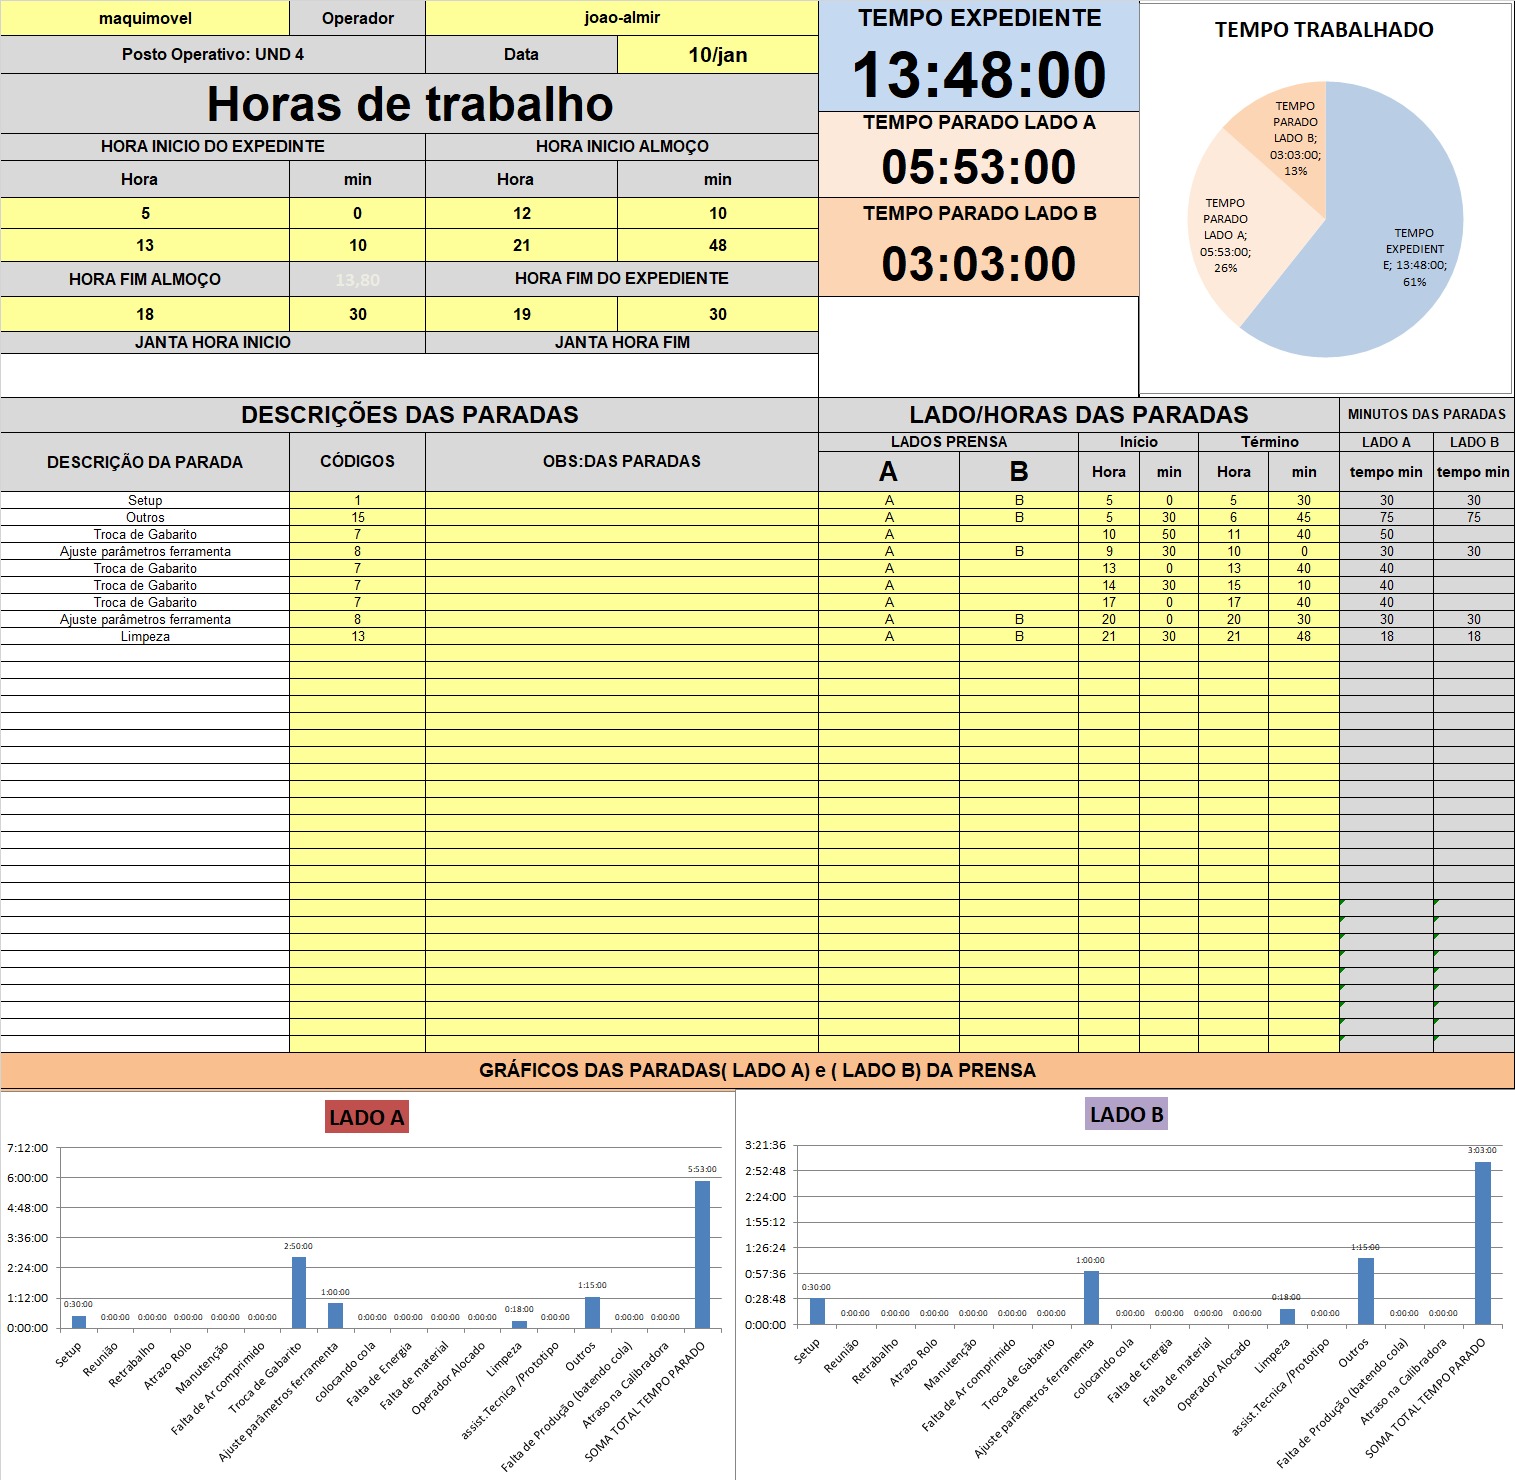 maquimovel Operador joao-almir
Posto Operativo: UND 4 Data 10/jan
Horas de trabalho
HORA INICIO DO EXPEDINTE HORA INICIO ALMOÇO
Hora min Hora min
5 0 12 10
13 10 21 48
HORA FIM ALMOÇO 13,80 HORA FIM DO EXPEDIENTE
18 30 19 30
JANTA HORA INICIO JANTA HORA FIM
TEMPO EXPEDIENTE
13:48:00
TEMPO PARADO LADO A
05:53:00
TEMPO PARADO LADO B
03:03:00
TEMPO TRABALHADO
TEMPO
PARADO
LADO B;
03:03:00;
13%
TEMPO
PARADO
LADO A;
05:53:00;
26%
TEMPO
EXPEDIENT
E; 13:48:00;
61%
DESCRIÇÕES DAS PARADAS LADO/HORAS DAS PARADAS MINUTOS DAS PARADAS
DESCRIÇÃO DA PARADA CÓDIGOS OBS:DAS PARADAS LADOS PRENSA Início Término LADO A LADO B
A B Hora min Hora min tempo min tempo min
Setup 1 A B 5 0 5 30 30 30
Outros 15 A B 5 30 6 45 75 75
Troca de Gabarito 7 A 10 50 11 40 50
Ajuste parâmetros ferramenta 8 A B 9 30 10 0 30 30
Troca de Gabarito 7 A 13 0 13 40 40
Troca de Gabarito 7 A 14 30 15 10 40
Troca de Gabarito 7 A 17 0 17 40 40
Ajuste parâmetros ferramenta 8 A B 20 0 20 30 30 30
Limpeza 13 A B 21 30 21 48 18 18
GRÁFICOS DAS PARADAS( LADO A) e ( LADO B) DA PRENSA
LADO A
7:12:00
6:00:00
4:48:00
3:36:00
2:24:00
1:12:00
0:00:00
0:30:00 0:00:00 0:00:00 0:00:00 0:00:00 0:00:00 2:50:00 1:00:00 0:00:00 0:00:00 0:00:00 0:00:00 0:18:00 0:00:00 1:15:00 0:00:00 0:00:00 5:53:00
Setup
Reunião
Retrabalho
Atrazo Rolo
Manutenção
Falta de Ar comprimido
Troca de Gabarito
Ajuste parâmetros ferramenta
colocando cola
Falta de Energia
Falta de material
Operador Alocado
Limpeza
assist.Tecnica /Prototipo
Outros
Falta de Produção (batendo cola)
Atraso na Calibradora
SOMA TOTAL TEMPO PARADO
LADO B
3:21:36
2:52:48
2:24:00
1:55:12
1:26:24
0:57:36
0:28:48
0:00:00
0:30:00 0:00:00 0:00:00 0:00:00 0:00:00 0:00:00 0:00:00 1:00:00 0:00:00 0:00:00 0:00:00 0:00:00 0:18:00 0:00:00 1:15:00 0:00:00 0:00:00 3:03:00
Setup
Reunião
Retrabalho
Atrazo Rolo
Manutenção
Falta de Ar comprimido
Troca de Gabarito
Ajuste parâmetros ferramenta
colocando cola
Falta de Energia
Falta de material
Operador Alocado
Limpeza
assist.Tecnica /Prototipo
Outros
Falta de Produção (batendo cola)
Atraso na Calibradora
SOMA TOTAL TEMPO PARADO